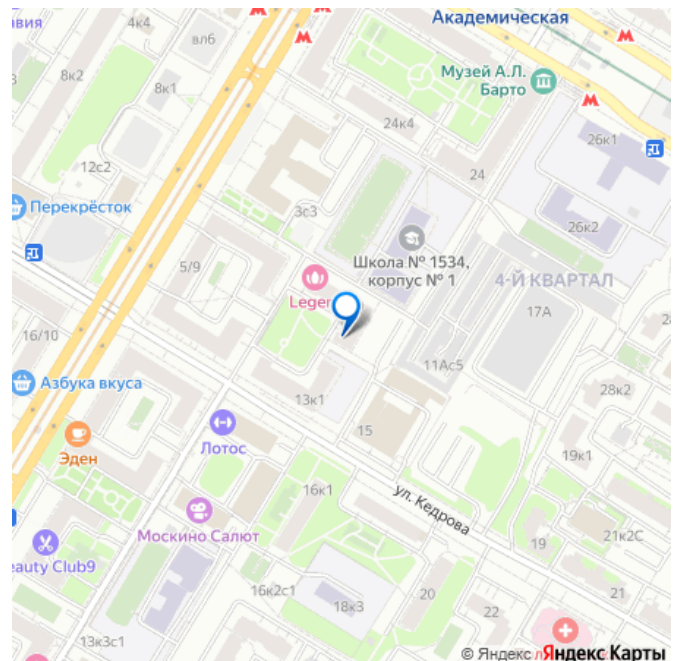 4к4
вл6
Академическая
авия
8к2
8к1
Музей А.Л.
Барто
24к4
26к1
12с2
24
Перекрёсток
3с3
26к2
Школа № 1534,
корпус № 1
5/9
4-Й КВАРТАЛ
Leger
17А
16/10
11Ас5
Азбука вкуса
13к1
28к2
Лотос
15
Эден
19к1
16к1
ул. Кедрова
Москино Салют
21к2С
19
eauty Club9
16к2с1
20
21
18к3
22
13к3с1
© Яндекс
Яндекс Карты